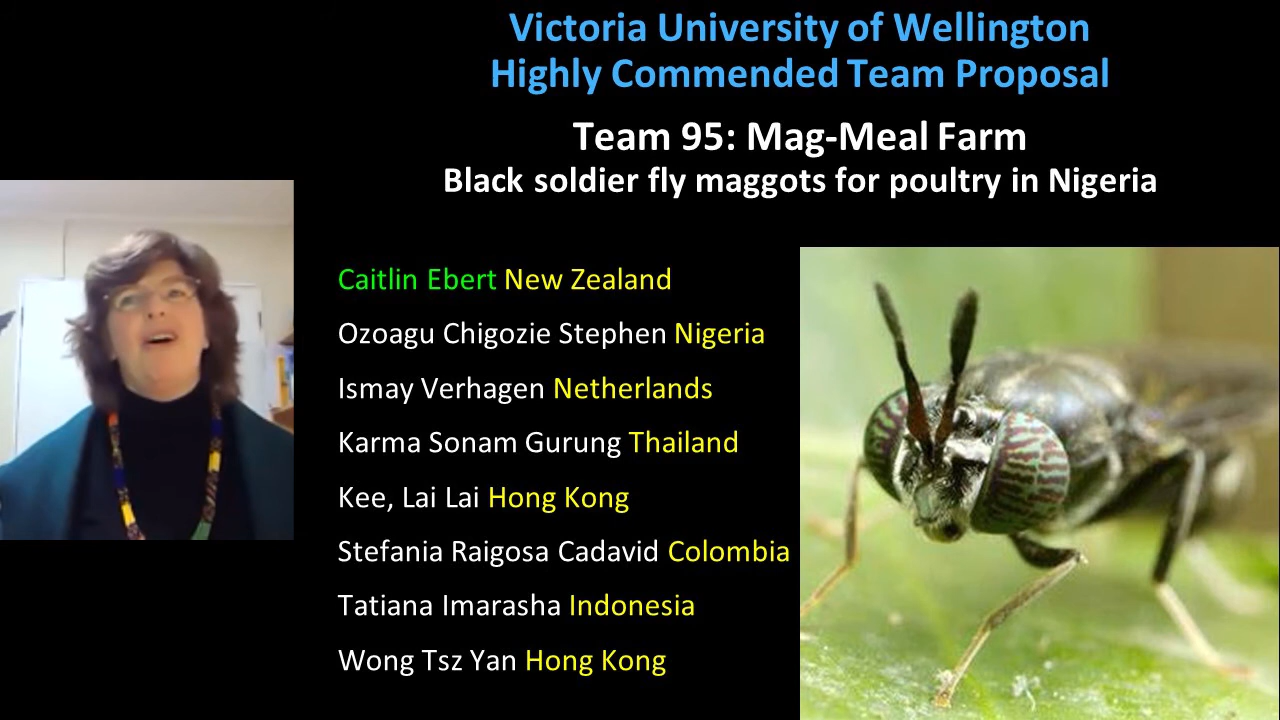 Victoria University of Wellington
Highly Commended Team Proposal
Team 95: Mag-Meal Farm
Black soldier fly maggots for poultry in Nigeria
Caitlin Ebert New Zealand
Ozoagu Chigozie Stephen Nigeria
Ismay Verhagen Netherlands
Karma Sonam Gurung Thailand
Kee, Lai Lai Hong Kong
Stefania Raigosa Cadavid Colombia
Tatiana Imarasha Indonesia
Wong Tsz Yan Hong Kong